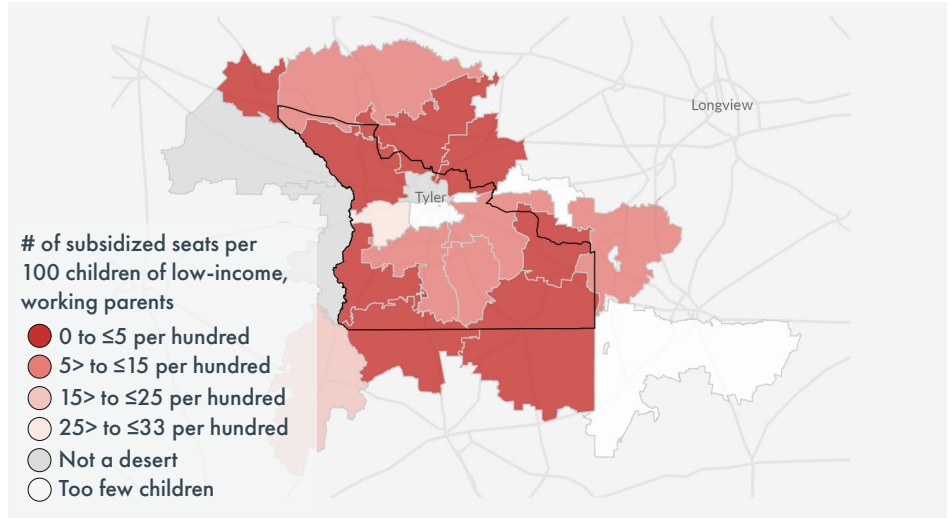 Longview
Tyler
# of subsidized seats per
100 children of low-income,
working parents
0 to ≤5 per hundred
5> to ≤15 per hundred
15> to ≤25 per hundred
25> to ≤33 per hundred
Not a desert
Too few children